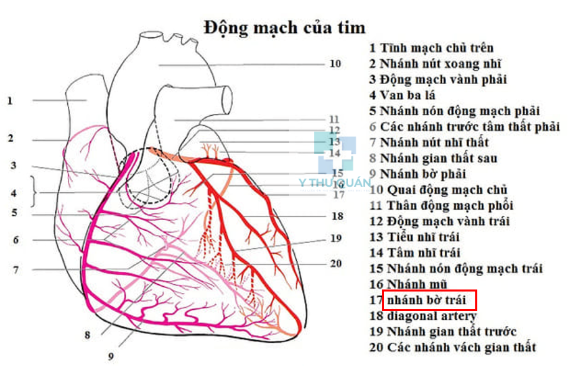 Động mạch của tim
1 Tĩnh mạch chủ trên
2 Nhánh nút xoang nhĩ
3 Động mạch vành phải
4 Van ba lá
5 Nhánh nón động mạch phải
6 Các nhánh trước tâm thất phải
7 Nhánh nút nhĩ thất
8 Nhánh gian thất sau
9 Nhánh bờ phải
10 Quai động mạch chủ
11 Thân động mạch phổi
12 Động mạch vành trái
13 Tiểu nhĩ trái
14 Tâm nhĩ trái
15 Nhánh nón động mạch trái
16 Nhánh mũ
17 nhánh bờ trái
18 diagonal artery
19 Nhánh gian thất trước
20 Các nhánh vách gian thất
1
2
3
4
5
6
7
8
9
10
11
12
13
14
15
16
17
18
19
20
Y THƯ QUÁN